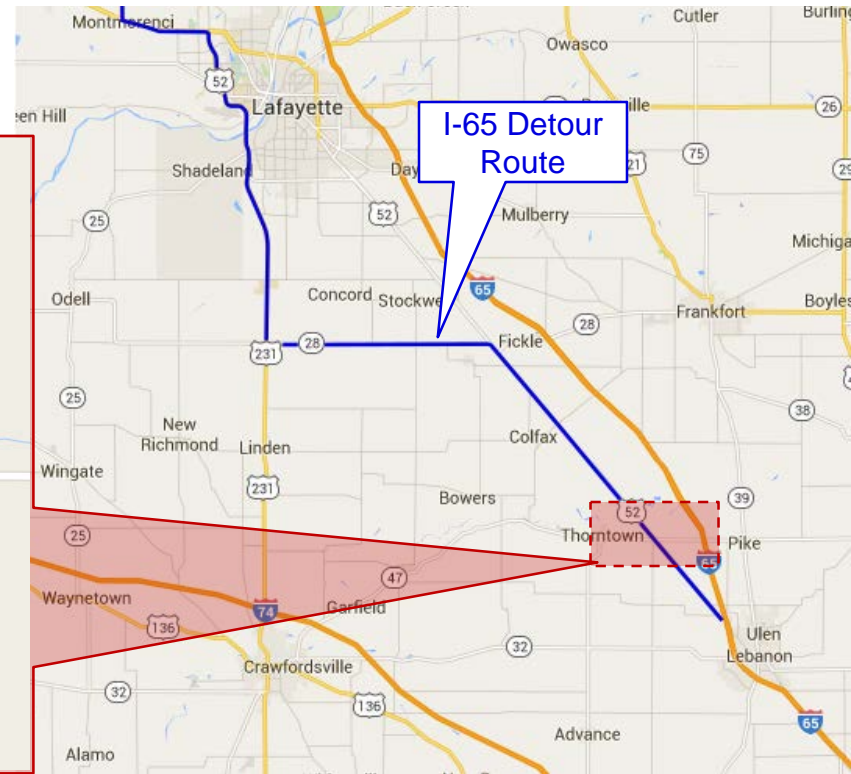 Montmorenci
Cutler
Burling
Owasco
52
Lafayette
een Hill
26
ville
I-65 Detour
Route
Shadeland
Day
21
75
29
25
52
Mulberry
Michiga
Odell
Concord
Stockwe
65
Frankfort
Boyles
28
231
28
Fickle
25
38
New
Richmond
Linden
Colfax
Wingate
231
Bowers
39
52
25
Thorntown
Pike
65
47
Waynetown
74
Garfield
136
Ulen
32
Lebanon
Crawfordsville
32
136
65
Advance
Alamo